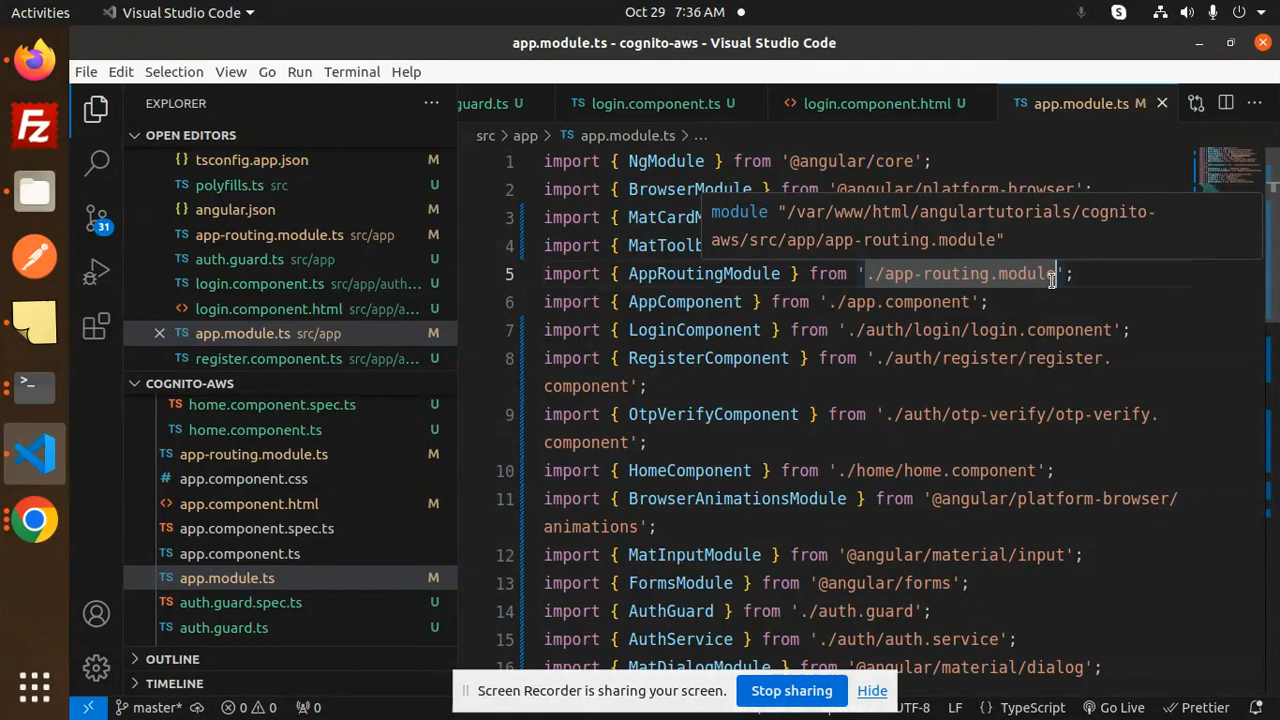 Activities
Visual Studio Code
Oct 29 7:36 AM
app.module.ts - cognito-aws - Visual Studio Code
File Edit Selection View Go Run Terminal Help
EXPLORER
guard.ts U
TS login.component.ts U
<> login.component.html U
TS app.module.ts M
OPEN EDITORS
src > app > TS app.module.ts > ...
{} tsconfig.app.json M
TS polyfills.ts src U
{} angular.json M
TS app-routing.module.ts src/app M
TS auth.guard.ts src/app U
TS login.component.ts src/app/auth... U
<> login.component.html src/app/a... U
TS app.module.ts src/app M
TS register.component.ts src/app/a... U
COGNITO-AWS
TS home.component.spec.ts U
TS home.component.ts U
TS app-routing.module.ts M
app.component.css
<> app.component.html M
TS app.component.spec.ts
TS app.component.ts
TS app.module.ts M
TS auth.guard.spec.ts U
TS auth.guard.ts U
OUTLINE
TIMELINE
31
1 import { NgModule } from '@angular/core';
2 import { BrowserModule } from '@angular/platform-browser';
3 import { MatCardM
4 import { MatToolb
module "/var/www/html/angulartutorials/cognito-
aws/src/app/app-routing.module"
5 import { AppRoutingModule } from './app-routing.module';
6 import { AppComponent } from './app.component';
7 import { LoginComponent } from './auth/login/login.component';
8 import { RegisterComponent } from './auth/register/register.
component';
9 import { OtpVerifyComponent } from './auth/otp-verify/otp-verify.
component';
10 import { HomeComponent } from './home/home.component';
11 import { BrowserAnimationsModule } from '@angular/platform-browser/
animations';
12 import { MatInputModule } from '@angular/material/input';
13 import { FormsModule } from '@angular/forms';
14 import { AuthGuard } from './auth.guard';
15 import { AuthService } from './auth/auth.service';
16 import { MatDialogModule } from '@angular/material/dialog';
Screen Recorder is sharing your screen. Stop sharing Hide
master* 0 0 0 UTF-8 LF TypeScript Go Live Prettier